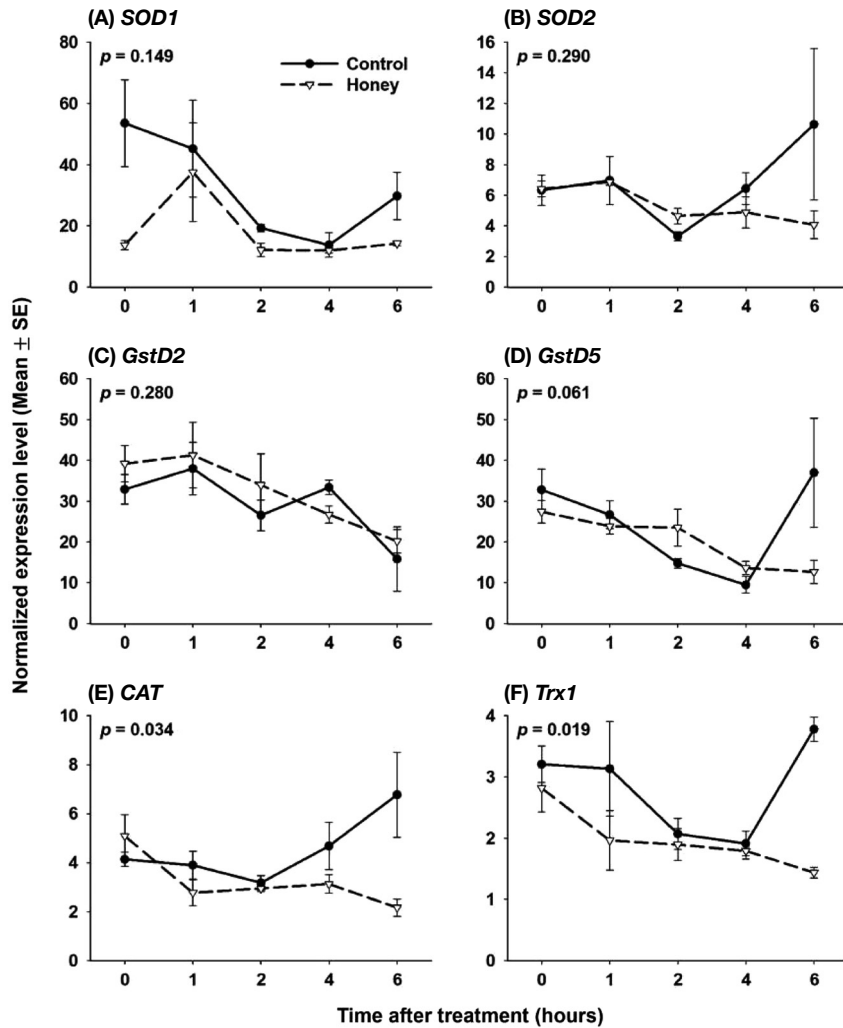 (A) SOD1
(B) SOD2
80
60
40
20
0
p = 0.149
Control
Honey
0 1 2 4 6
16
14
12
10
8
6
4
2
0
p = 0.290
0 1 2 4 6
(C) GstD2
(D) GstD5
60
50
40
30
20
10
0
p = 0.280
0 1 2 4 6
60
50
40
30
20
10
0
p = 0.061
0 1 2 4 6
(E) CAT
(F) Trx1
10
8
6
4
2
0
p = 0.034
0 1 2 4 6
4
3
2
1
0
p = 0.019
0 1 2 4 6
Normalized expression level (Mean ± SE)
Time after treatment (hours)